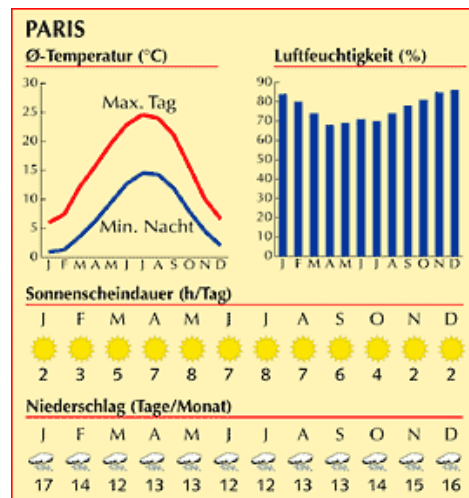 PARIS
Ø-Temperatur (°C)
30
25
20
15
10
5
0
Max. Tag
Min. Nacht
J F M A M J J A S O N D
Luftfeuchtigkeit (%)
90
80
70
60
50
40
30
20
10
0
J F M A M J J A S O N D
Sonnenscheindauer (h/Tag)
J F M A M J J A S O N D
2 3 5 7 8 7 8 7 6 4 2 2
Niederschlag (Tage/Monat)
J F M A M J J A S O N D
17 14 12 13 13 12 12 13 13 14 15 16